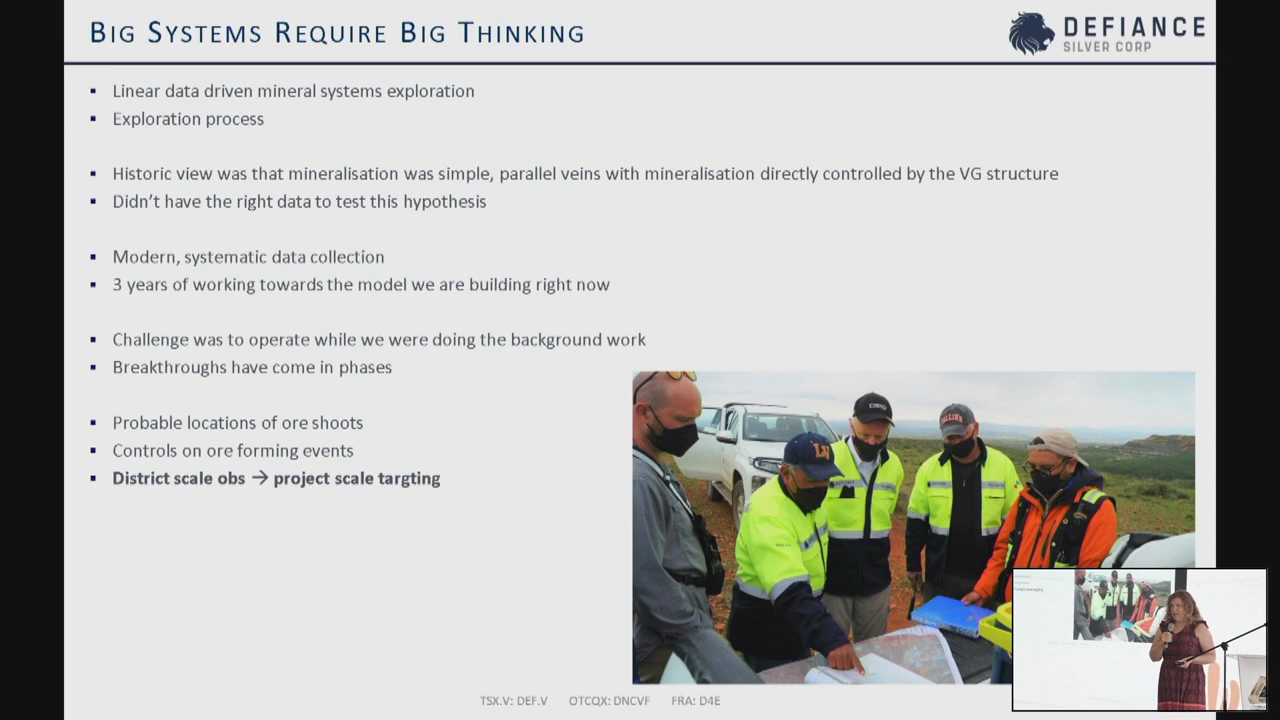 BIG SYSTEMS REQUIRE BIG THINKING
DEFIANCE
SILVER CORP
▪ Linear data driven mineral systems exploration
▪ Exploration process
▪ Historic view was that mineralisation was simple, parallel veins with mineralisation directly controlled by the VG structure
▪ Didn't have the right data to test this hypothesis
▪ Modern, systematic data collection
▪ 3 years of working towards the model we are building right now
▪ Challenge was to operate while we were doing the background work
▪ Breakthroughs have come in phases
▪ Probable locations of ore shoots
▪ Controls on ore forming events
▪ District scale obs → project scale targting
TSX.V: DEF.V OTCQX: DNCVF FRA: D4E